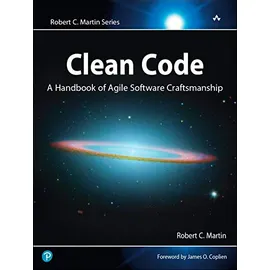 Robert C. Martin Series
Clean Code
A Handbook of Agile Software Craftsmanship
Robert C. Martin
Foreword by James O. Coplien